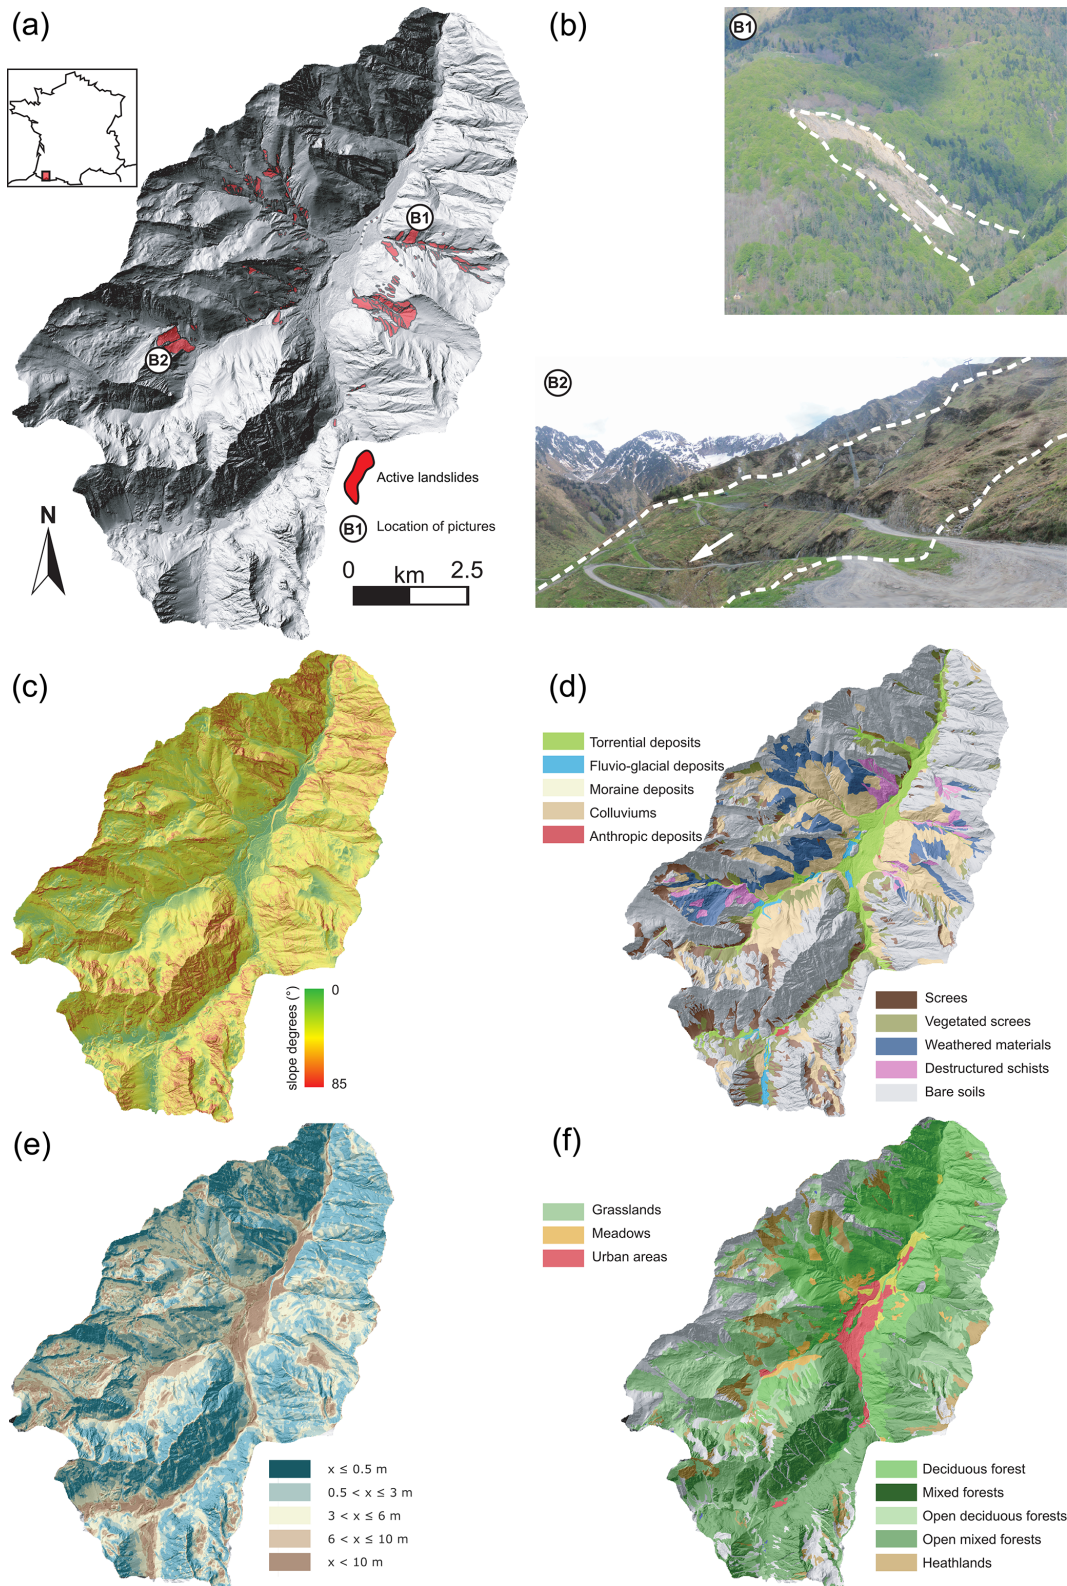 (a)
B1
B2
Active landslides
B1 Location of pictures
N
0 km 2.5
(b)
B1
B2
(c)
slope degrees (°)
0
85
(d)
Torrential deposits
Fluvio-glacial deposits
Moraine deposits
Colluviums
Anthropic deposits
Screes
Vegetated screes
Weathered materials
Destructured schists
Bare soils
(e)
x ≤ 0.5 m
0.5 < x ≤ 3 m
3 < x ≤ 6 m
6 < x ≤ 10 m
x < 10 m
(f)
Grasslands
Meadows
Urban areas
Deciduous forest
Mixed forests
Open deciduous forests
Open mixed forests
Heathlands